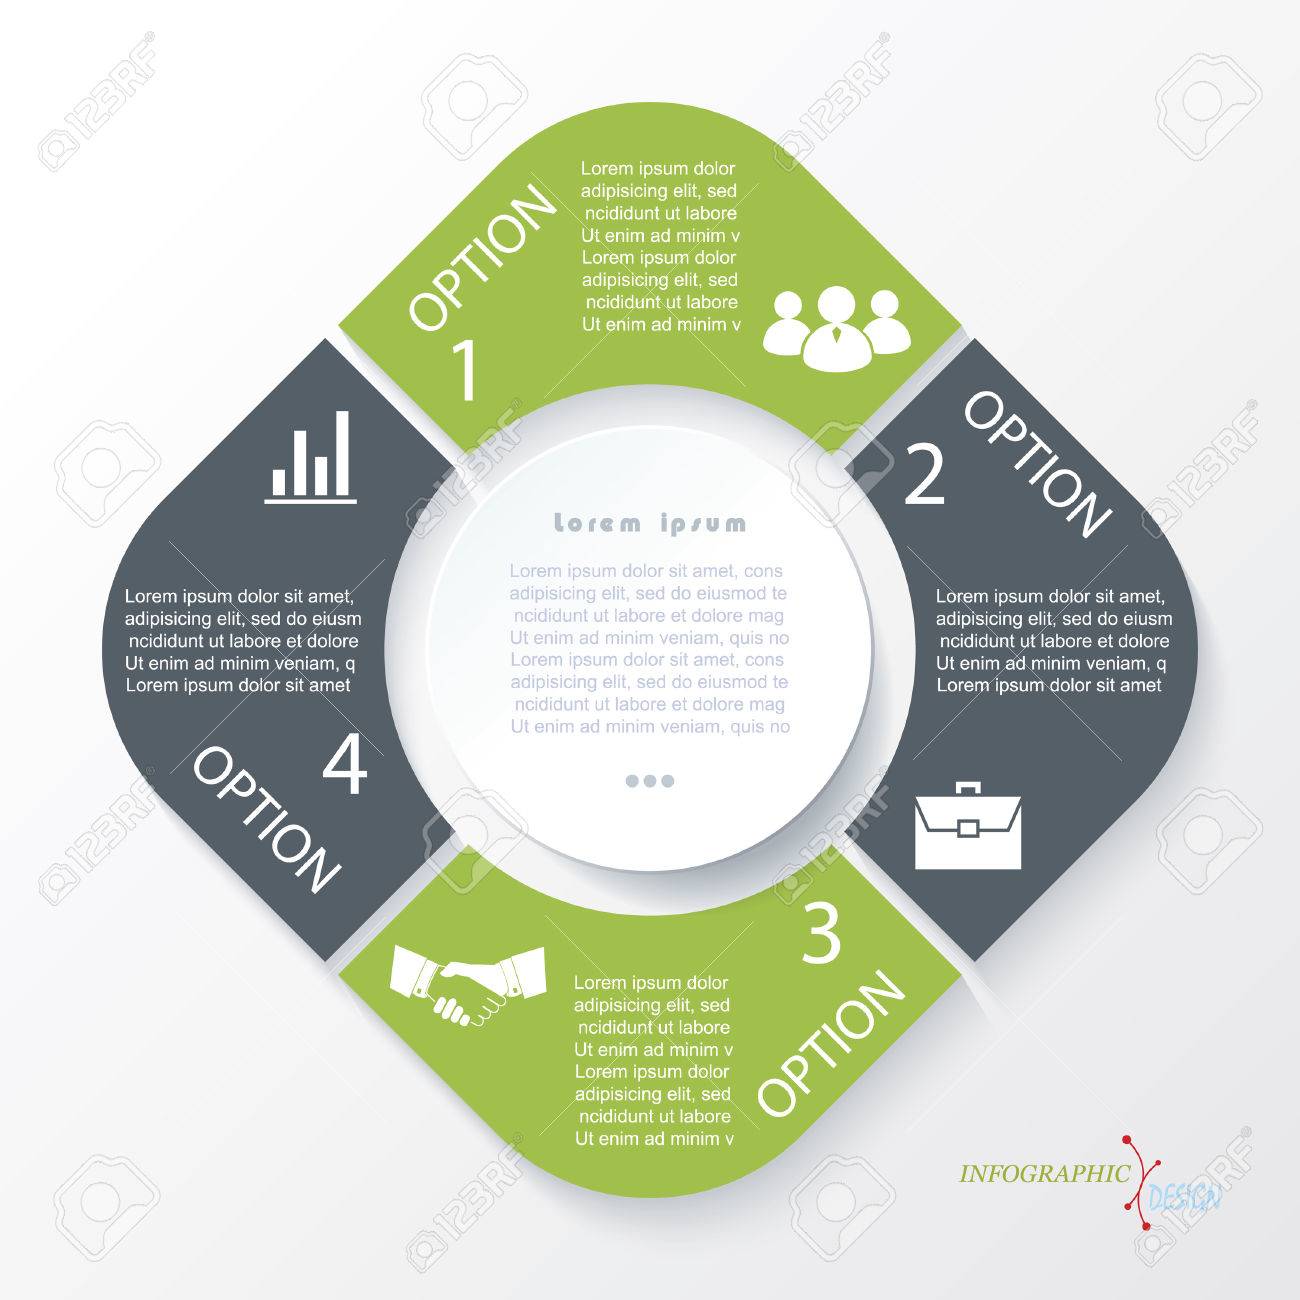 OPTION
1
Lorem ipsum dolor
adipisicing elit, sed
ncididunt ut labore
Ut enim ad minim v
Lorem ipsum dolor
adipisicing elit, sed
ncididunt ut labore
Ut enim ad minim v
OPTION
2
Lorem ipsum dolor sit amet,
adipisicing elit, sed do eiusm
ncididunt ut labore et dolore
Ut enim ad minim veniam, q
Lorem ipsum dolor sit amet
Lorem ipsum
Lorem ipsum dolor sit amet, cons
adipisicing elit, sed do eiusmod te
ncididunt ut labore et dolore mag
Ut enim ad minim veniam, quis no
Lorem ipsum dolor sit amet, cons
adipisicing elit, sed do eiusmod te
ncididunt ut labore et dolore mag
Ut enim ad minim veniam, quis no
3
OPTION
Lorem ipsum dolor
adipisicing elit, sed
ncididunt ut labore
Ut enim ad minim v
Lorem ipsum dolor
adipisicing elit, sed
ncididunt ut labore
Ut enim ad minim v
Lorem ipsum dolor sit amet,
adipisicing elit, sed do eiusm
ncididunt ut labore et dolore
Ut enim ad minim veniam, q
Lorem ipsum dolor sit amet
4
OPTION
INFOGRAPHIC
DESIGN
123RF
123RF
123RF
123RF
123RF
123RF
123RF
123RF
123RF